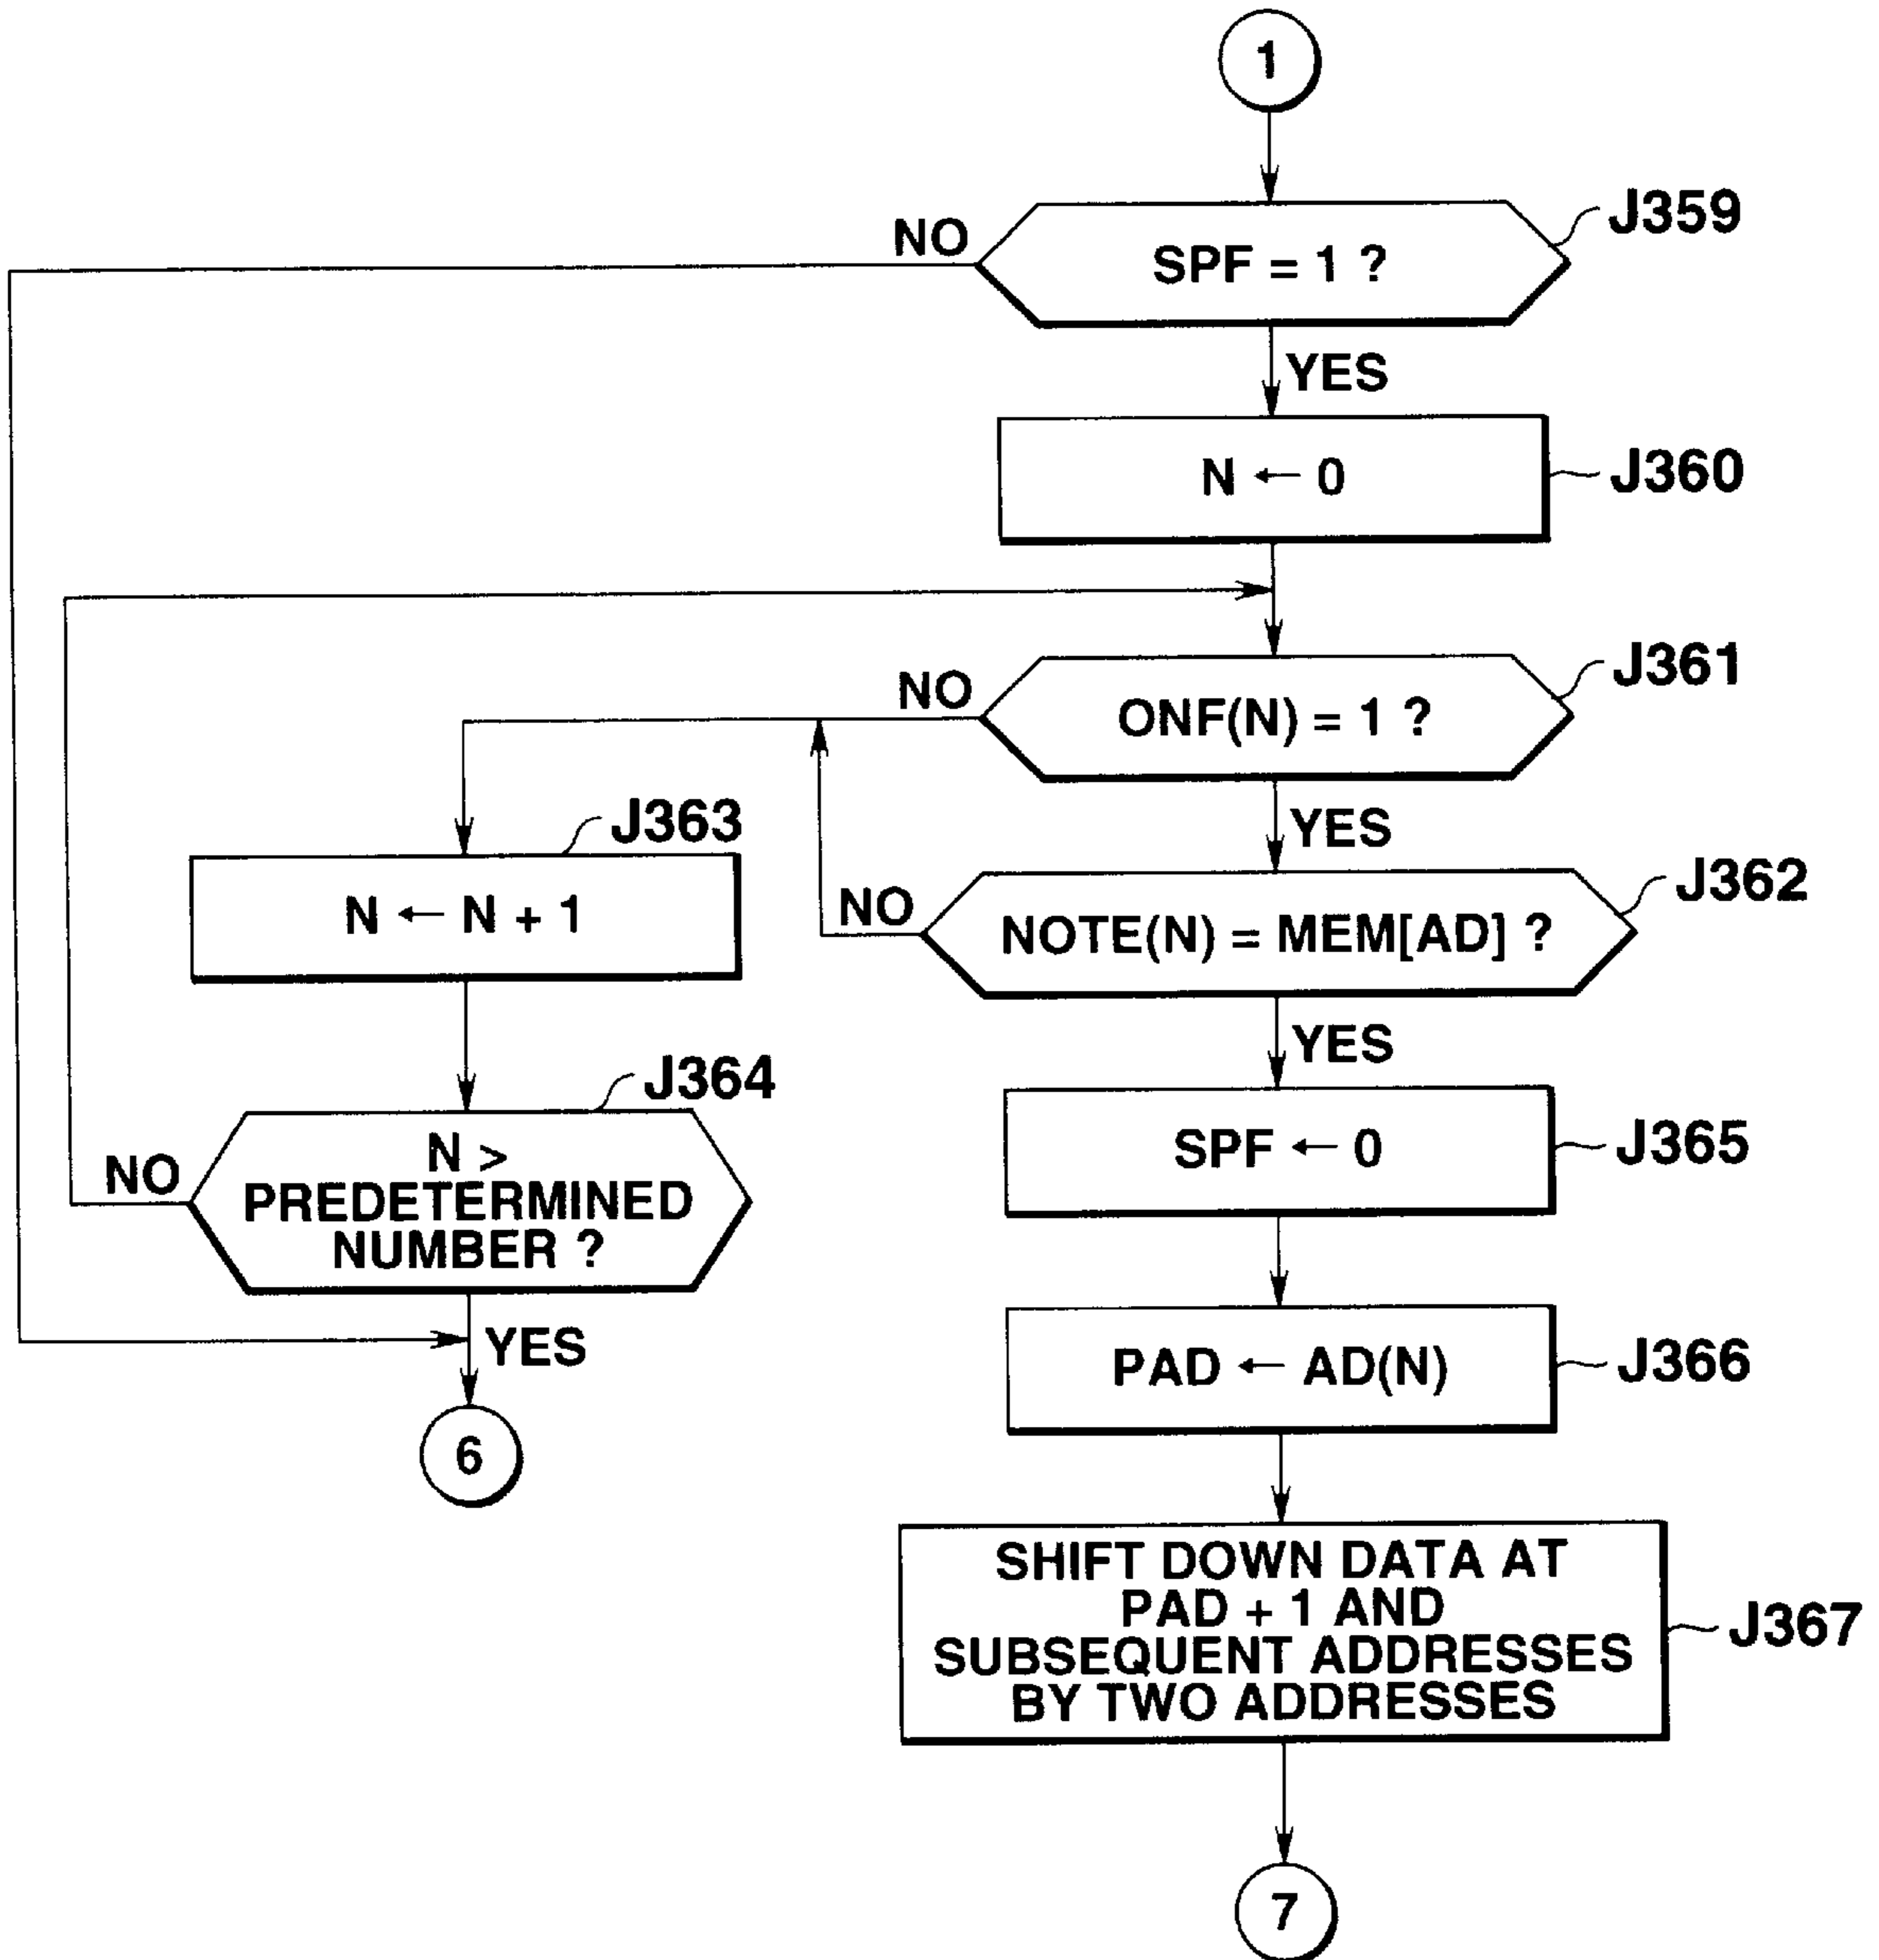 1
J359
NO
SPF = 1 ?
YES
N ← 0
J360
J361
NO
ONF(N) = 1 ?
YES
J363
N ← N + 1
J362
NO
NOTE(N) = MEM[AD] ?
YES
J364
N >
PREDETERMINED
NUMBER ?
NO
YES
6
SPF ← 0
J365
PAD ← AD(N)
J366
SHIFT DOWN DATA AT
PAD + 1 AND
SUBSEQUENT ADDRESSES
BY TWO ADDRESSES
J367
7